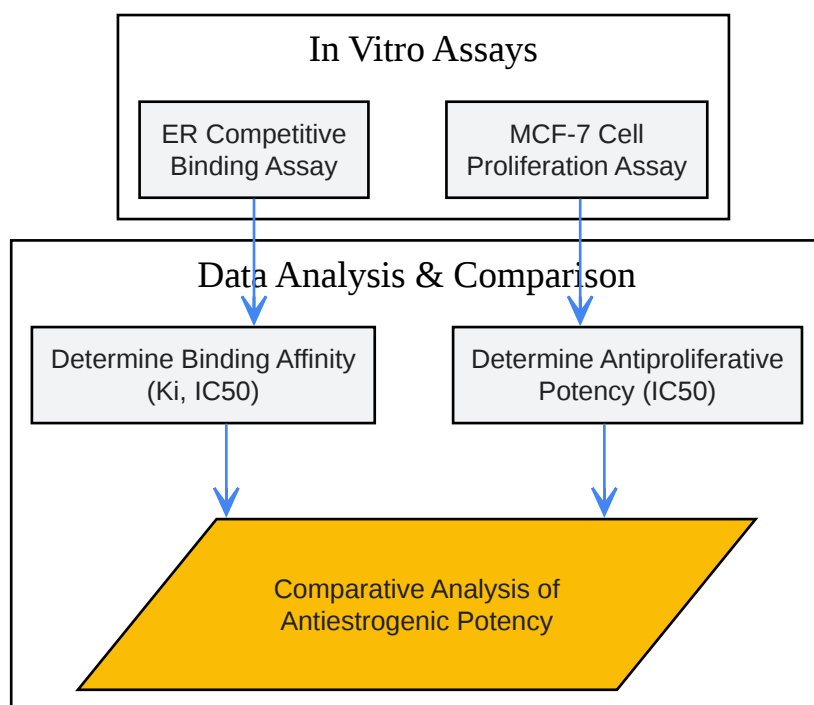 In Vitro Assays
ER Competitive
Binding Assay
MCF-7 Cell
Proliferation Assay
Data Analysis & Comparison
Determine Binding Affinity
(Ki, IC50)
Determine Antiproliferative
Potency (IC50)
Comparative Analysis of
Antiestrogenic Potency